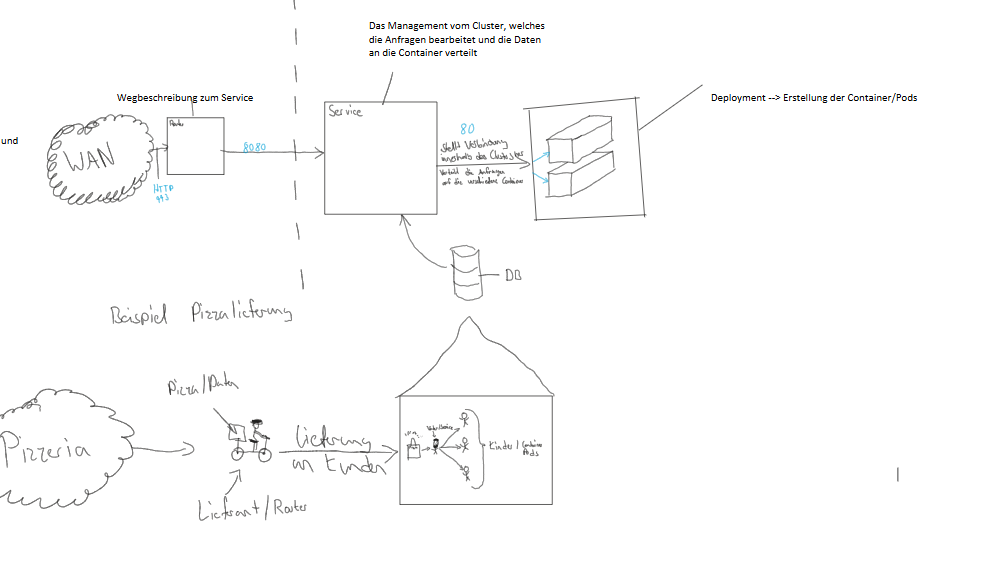 Das Management vom Cluster, welches
die Anfragen bearbeitet und die Daten
an die Container verteilt
Wegbeschreibung zum Service
Deployment --> Erstellung der Container/Pods
und
WAN
Router
HTTP
443
8080
Service
80
stellt Verbindung
innerhalb des Clusters her
Verteilt die Anfragen
auf die verschiedene Container
DB
Beispiel Pizzalieferung
Pizzeria
Pizza/Daten
Lieferant/Router
Lieferung
an Kunden
Kinder / Container
Pods